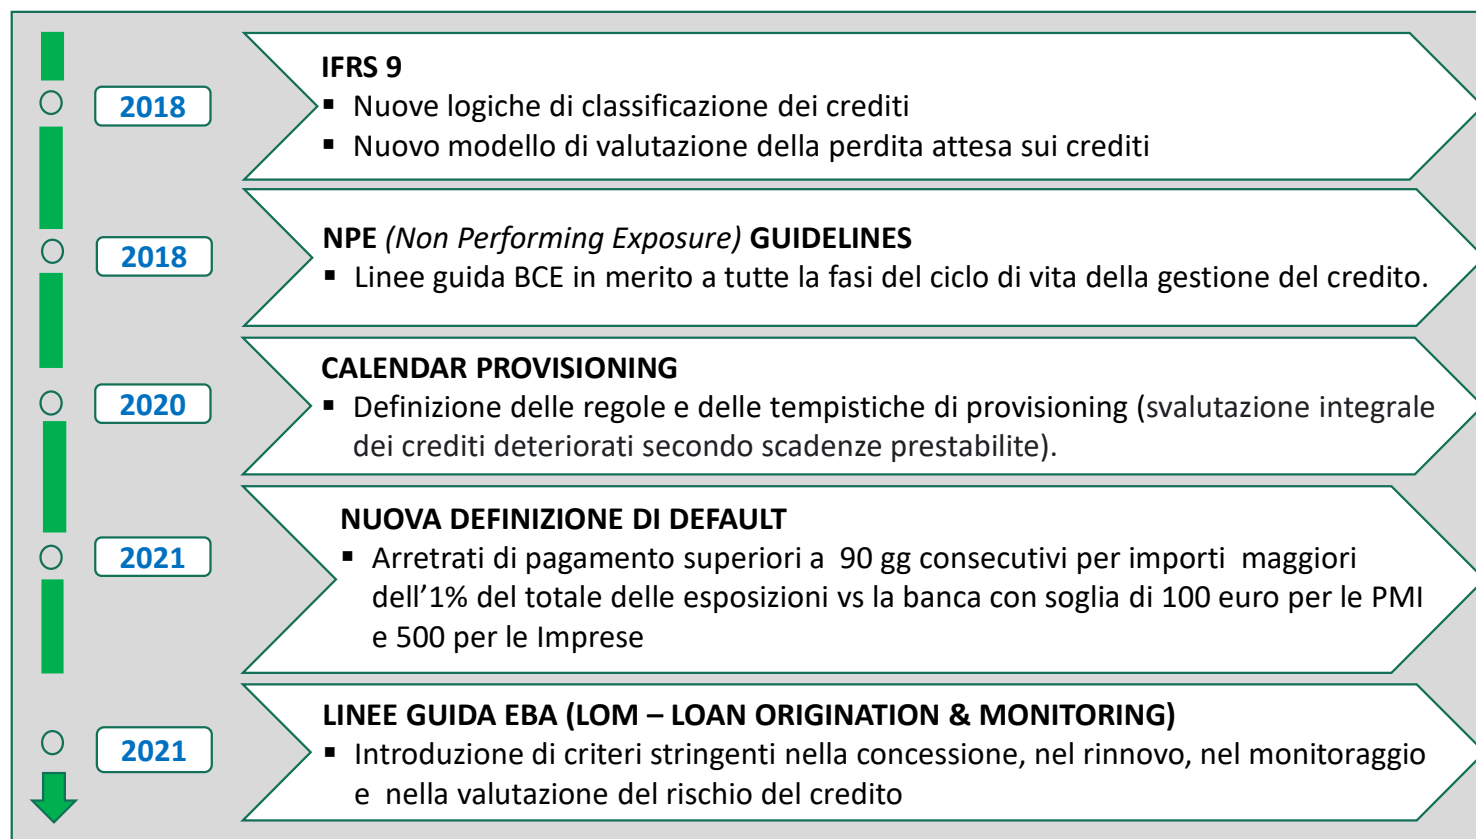 2018
IFRS 9
▪ Nuove logiche di classificazione dei crediti
▪ Nuovo modello di valutazione della perdita attesa sui crediti
2018
NPE (Non Performing Exposure) GUIDELINES
▪ Linee guida BCE in merito a tutte la fasi del ciclo di vita della gestione del credito.
2020
CALENDAR PROVISIONING
▪ Definizione delle regole e delle tempistiche di provisioning (svalutazione integrale
dei crediti deteriorati secondo scadenze prestabilite).
2021
NUOVA DEFINIZIONE DI DEFAULT
▪ Arretrati di pagamento superiori a 90 gg consecutivi per importi maggiori
dell’1% del totale delle esposizioni vs la banca con soglia di 100 euro per le PMI
e 500 per le Imprese
2021
LINEE GUIDA EBA (LOM – LOAN ORIGINATION & MONITORING)
▪ Introduzione di criteri stringenti nella concessione, nel rinnovo, nel monitoraggio
e nella valutazione del rischio del credito